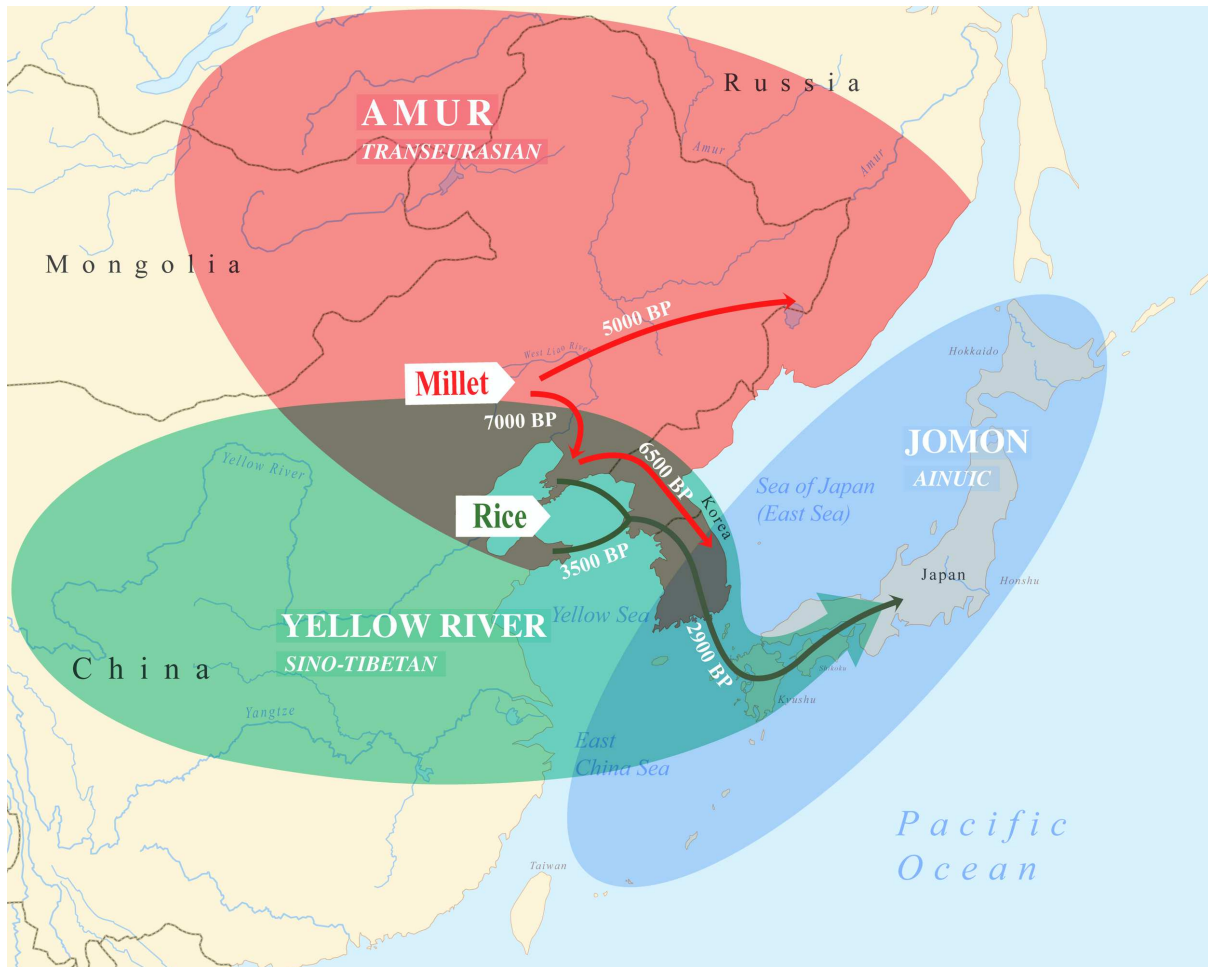 Russia
AMUR
TRANSEURASIAN
Amur
Amur
Mongolia
5000 BP
West Liao River
Hokkaido
Millet
7000 BP
JOMON
AINUIC
6500 BP
Yellow River
Sea of Japan
(East Sea)
Korea
Rice
3500 BP
Japan
Honshu
YELLOW RIVER
SINO-TIBETAN
Yellow Sea
2900 BP
China
Shikoku
Kyushu
Yangtze
East
China Sea
Pacific
Ocean
Taiwan